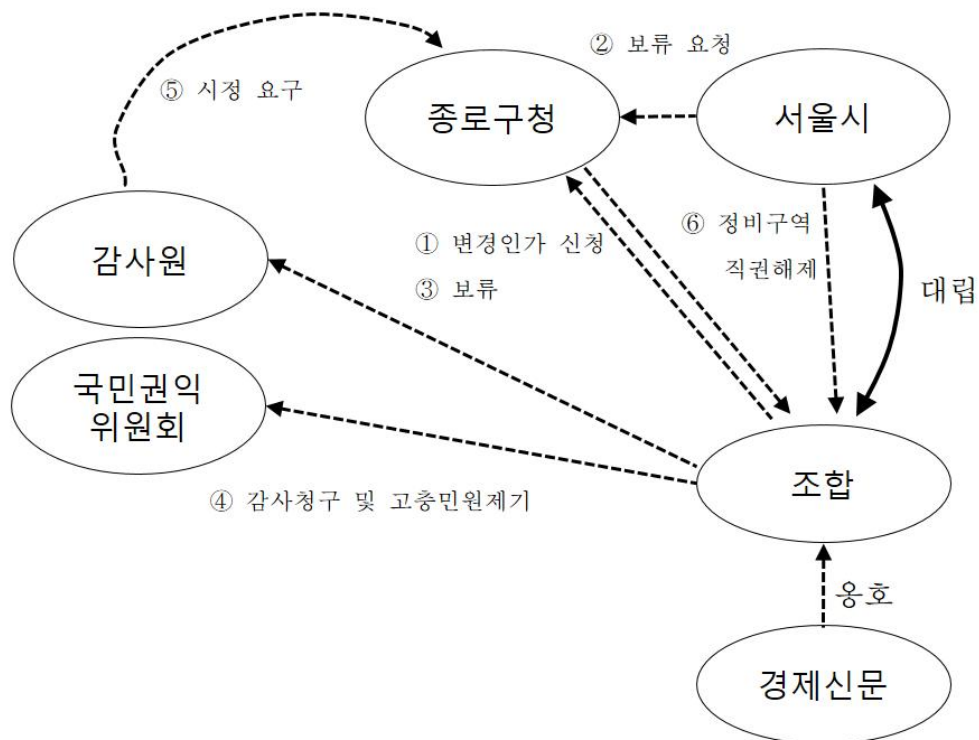 ② 보류 요청
⑤ 시정 요구
종로구청
서울시
① 변경인가 신청
③ 보류
⑥ 정비구역
직권해제
감사원
대립
국민권익
위원회
조합
④ 감사청구 및 고충민원제기
옹호
경제신문